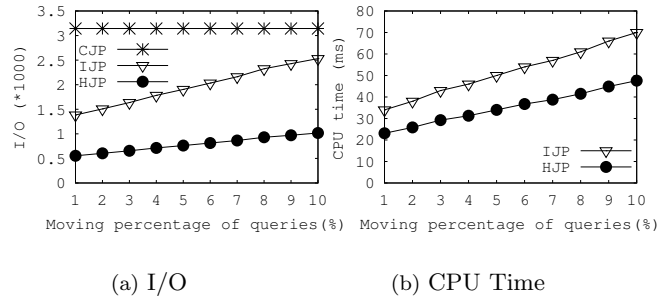 I/O (*1000)
3.5
3
2.5
2
1.5
1
0.5
0
CJP
IJP
HJP
1 2 3 4 5 6 7 8 9 10
Moving percentage of queries(%)
(a) I/O
CPU time (ms)
80
70
60
50
40
30
20
10
0
IJP
HJP
1 2 3 4 5 6 7 8 9 10
Moving percentage of queries(%)
(b) CPU Time